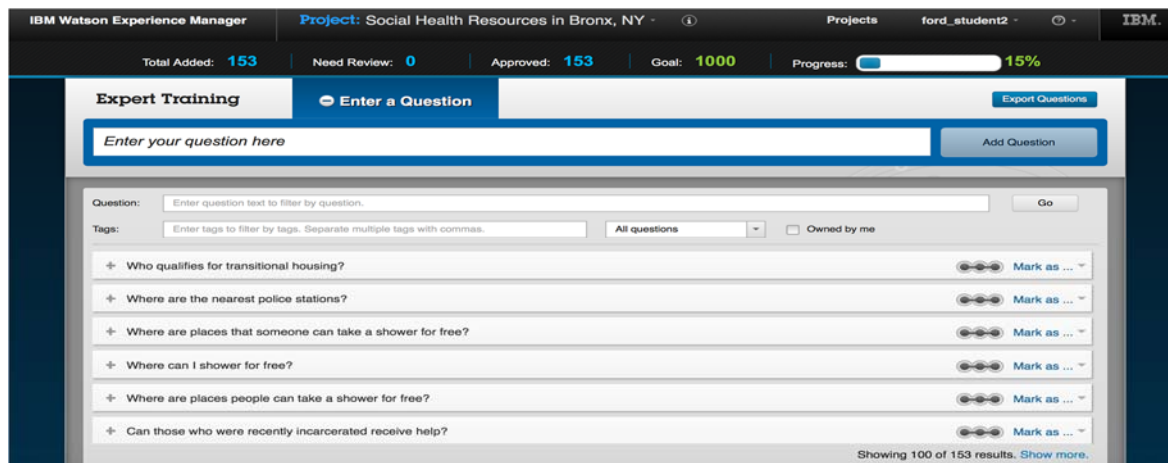 IBM Watson Experience Manager Project: Social Health Resources in Bronx, NY Projects ford_student2 IBM.
Total Added: 153 Need Review: 0 Approved: 153 Goal: 1000 Progress: 15%
Expert Training Enter a Question Export Questions
Enter your question here Add Question
Question: Enter question text to filter by question. Go
Tags: Enter tags to filter by tags. Separate multiple tags with commas. All questions Owned by me
Who qualifies for transitional housing? Mark as ...
Where are the nearest police stations? Mark as ...
Where are places that someone can take a shower for free? Mark as ...
Where can I shower for free? Mark as ...
Where are places people can take a shower for free? Mark as ...
Can those who were recently incarcerated receive help? Mark as ...
Showing 100 of 153 results. Show more.